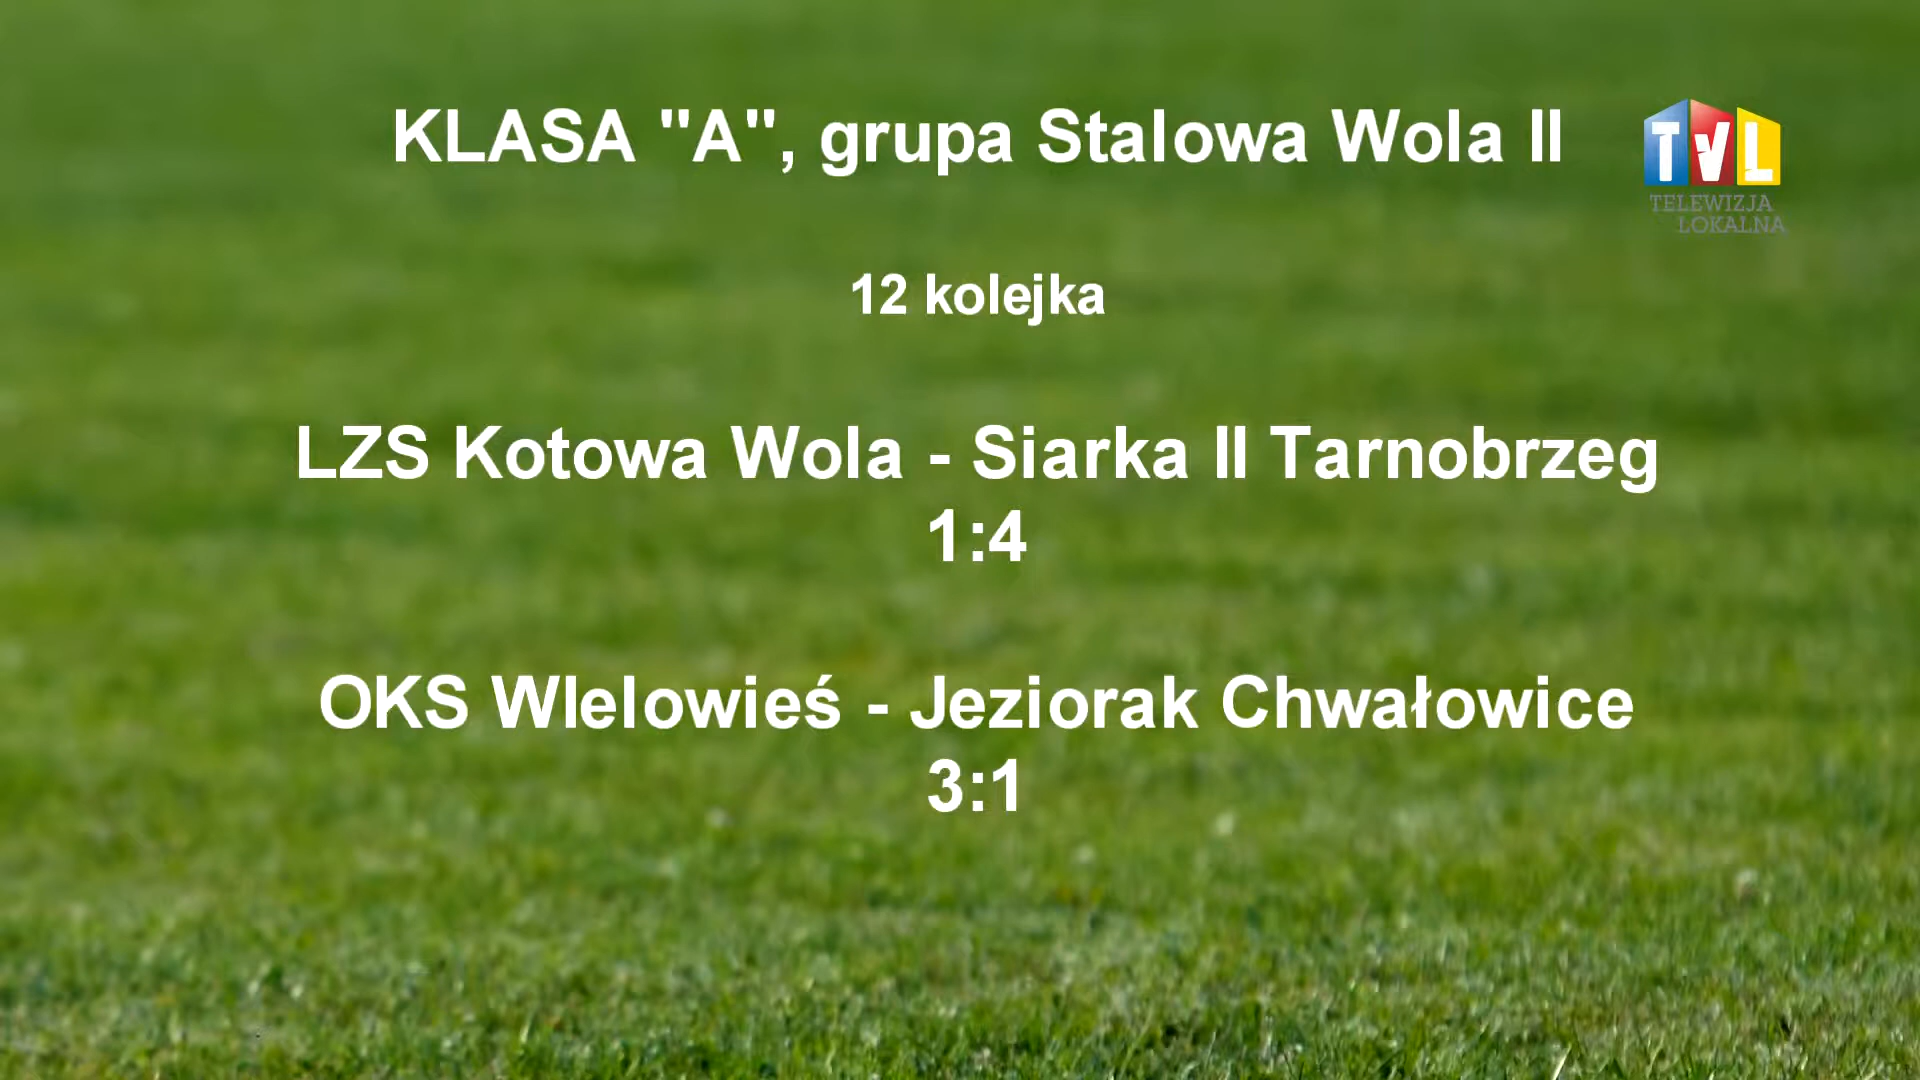 KLASA "A", grupa Stalowa Wola II
TVL
TELEWIZJA
LOKALNA
12 kolejka
LZS Kotowa Wola - Siarka II Tarnobrzeg
1:4
OKS WIelowieś - Jeziorak Chwałowice
3:1